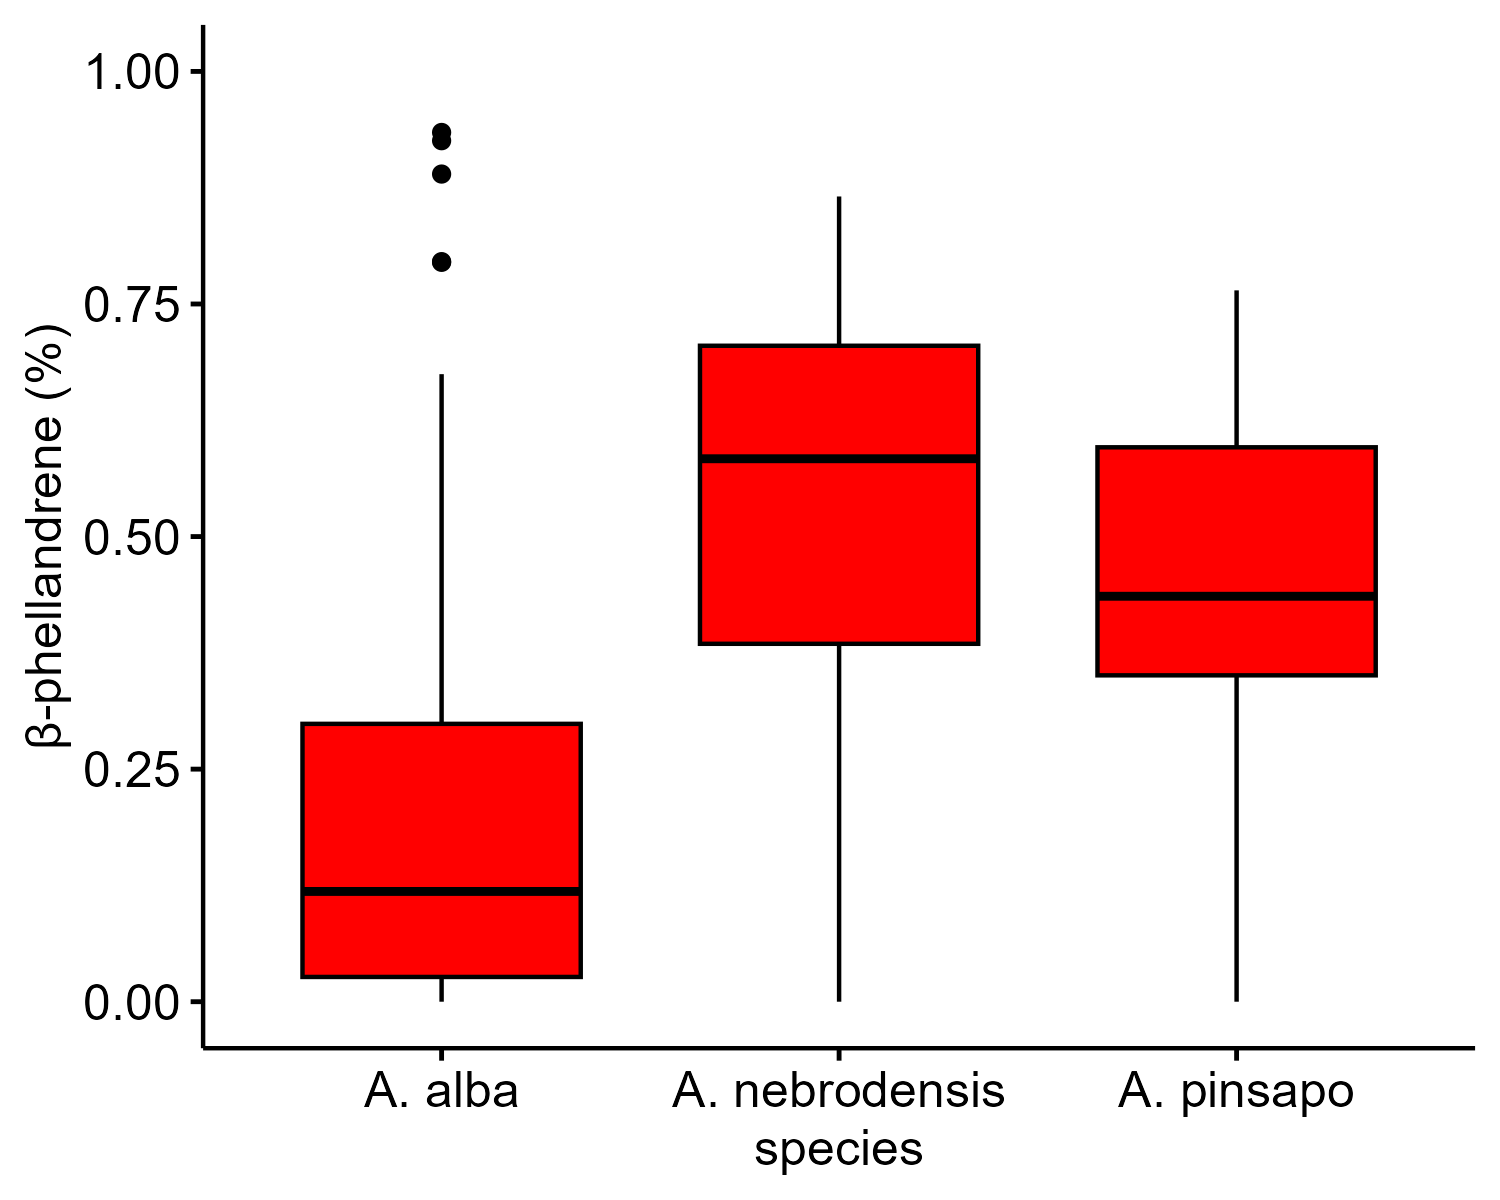 1.00
0.75
0.50
0.25
0.00
β-phellandrene (%)
A. alba
A. nebrodensis
A. pinsapo
species